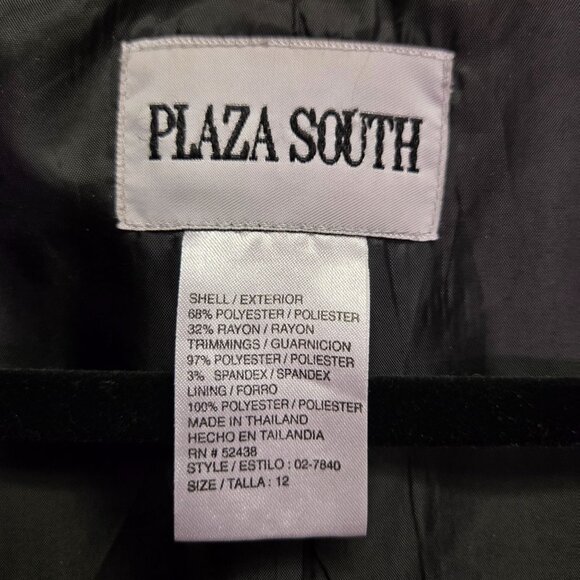 PLAZA SOUTH
SHELL / EXTERIOR
68% POLYESTER / POLIESTER
32% RAYON / RAYON
TRIMMINGS / GUARNICION
97% POLYESTER / POLIESTER
3% SPANDEX / SPANDEX
LINING / FORRO
100% POLYESTER / POLIESTER
MADE IN THAILAND
HECHO EN TAILANDIA
RN # 52438
STYLE / ESTILO : 02-7840
SIZE / TALLA : 12